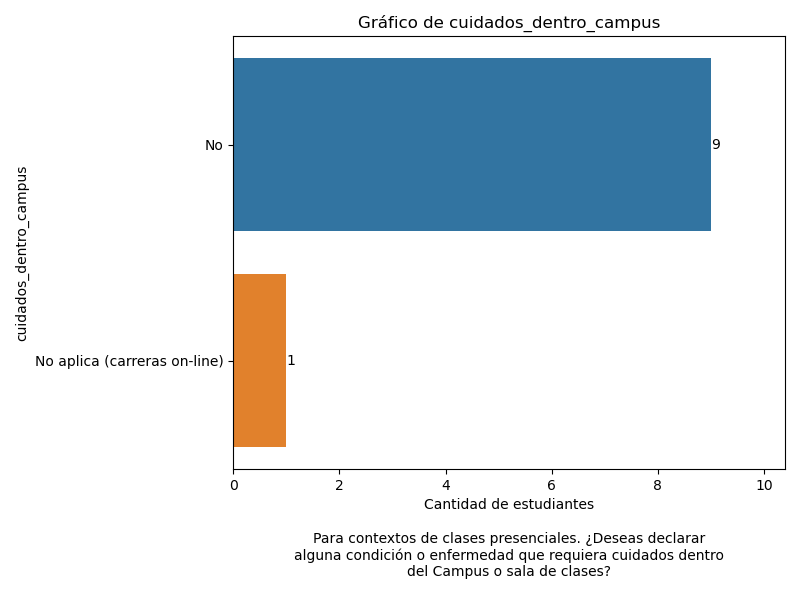 Gráfico de cuidados_dentro_campus
cuidados_dentro_campus
No
9
No aplica (carreras on-line)
1
0 2 4 6 8 10
Cantidad de estudiantes
Para contextos de clases presenciales. ¿Deseas declarar
alguna condición o enfermedad que requiera cuidados dentro
del Campus o sala de clases?